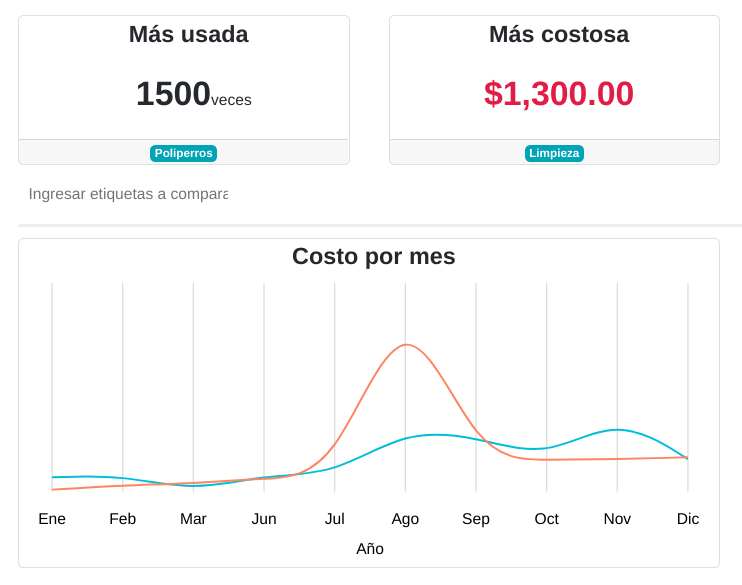 Más usada
1500veces
Poliperros
Más costosa
$1,300.00
Limpieza
Ingresar etiquetas a compara
Costo por mes
Ene Feb Mar Jun Jul Ago Sep Oct Nov Dic
Año